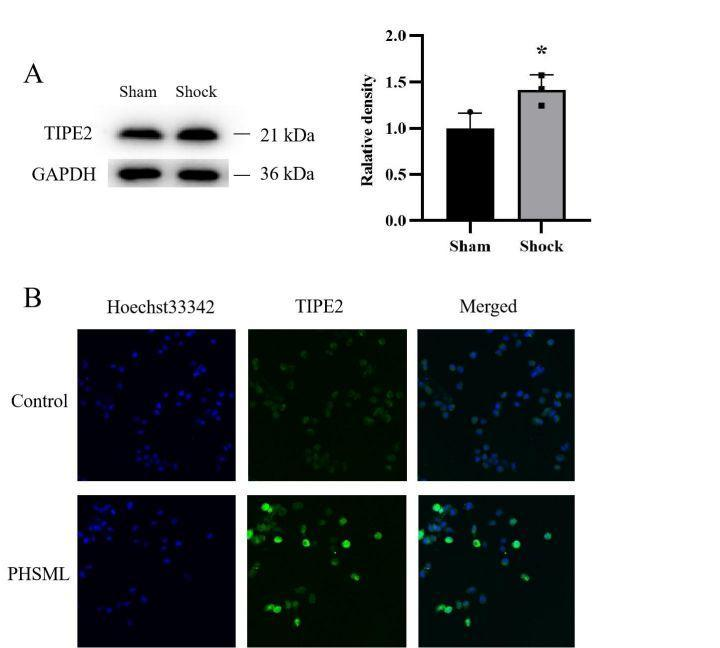 A
Sham Shock
TIPE2
21 kDa
GAPDH
36 kDa
Ralative density
2.0
1.5
1.0
0.5
0.0
*
Sham Shock
B
Hoechst33342 TIPE2 Merged
Control
PHSML